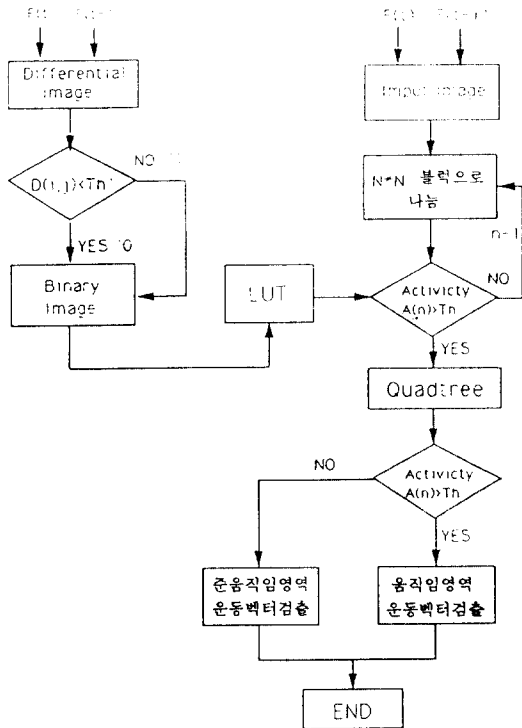 Differential
Image
D(i,j)<Th
NO
YES
Binary
Image
LUT
Input Image
N*N 블럭으로
나눔
n-1
Activicty
A(n)>Th
NO
YES
Quadtree
Activicty
A(n)>Th
NO
YES
준움직임영역
운동벡터검출
움직임영역
운동벡터검출
END